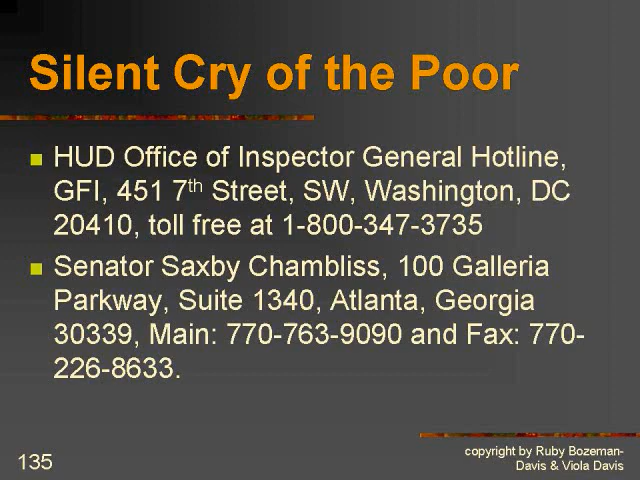 Silent Cry of the Poor
HUD Office of Inspector General Hotline,
GFI, 451 7th Street, SW, Washington, DC
20410, toll free at 1-800-347-3735
Senator Saxby Chambliss, 100 Galleria
Parkway, Suite 1340, Atlanta, Georgia
30339, Main: 770-763-9090 and Fax: 770-
226-8633.
135
copyright by Ruby Bozeman-
Davis & Viola Davis